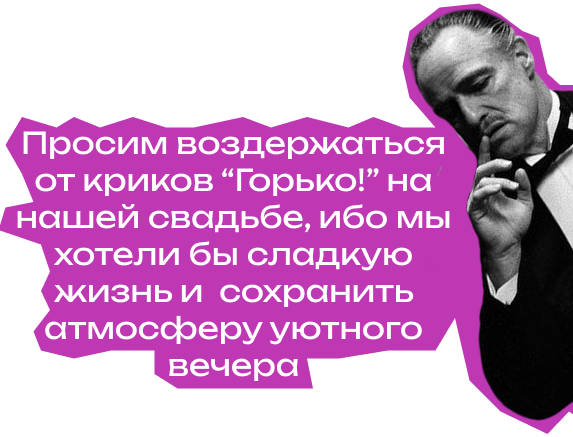 Просим воздержаться
от криков “Горько!” на
нашей свадьбе, ибо мы
хотели бы сладкую
жизнь и  сохранить
атмосферу уютного
вечера